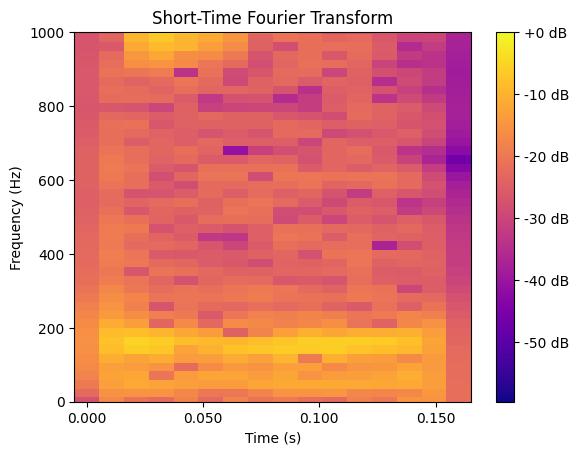 Short-Time Fourier Transform
1000
800
600
400
200
0
Frequency (Hz)
0.000
0.050
0.100
0.150
Time (s)
+0 dB
-10 dB
-20 dB
-30 dB
-40 dB
-50 dB